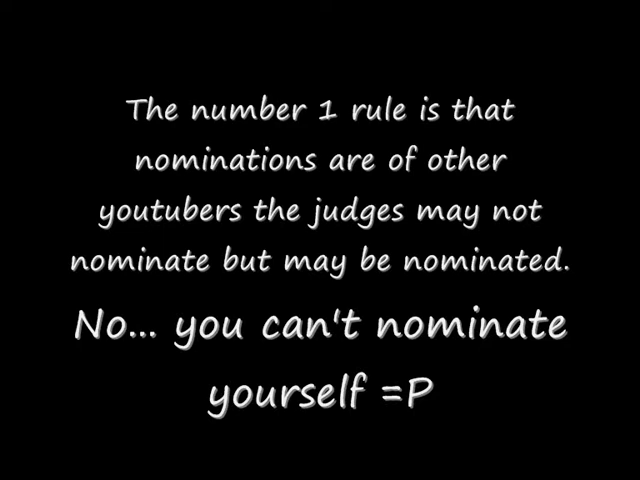 The number 1 rule is that
nominations are of other
youtubers the judges may not
nominate but may be nominated.
No... you can't nominate
yourself =P